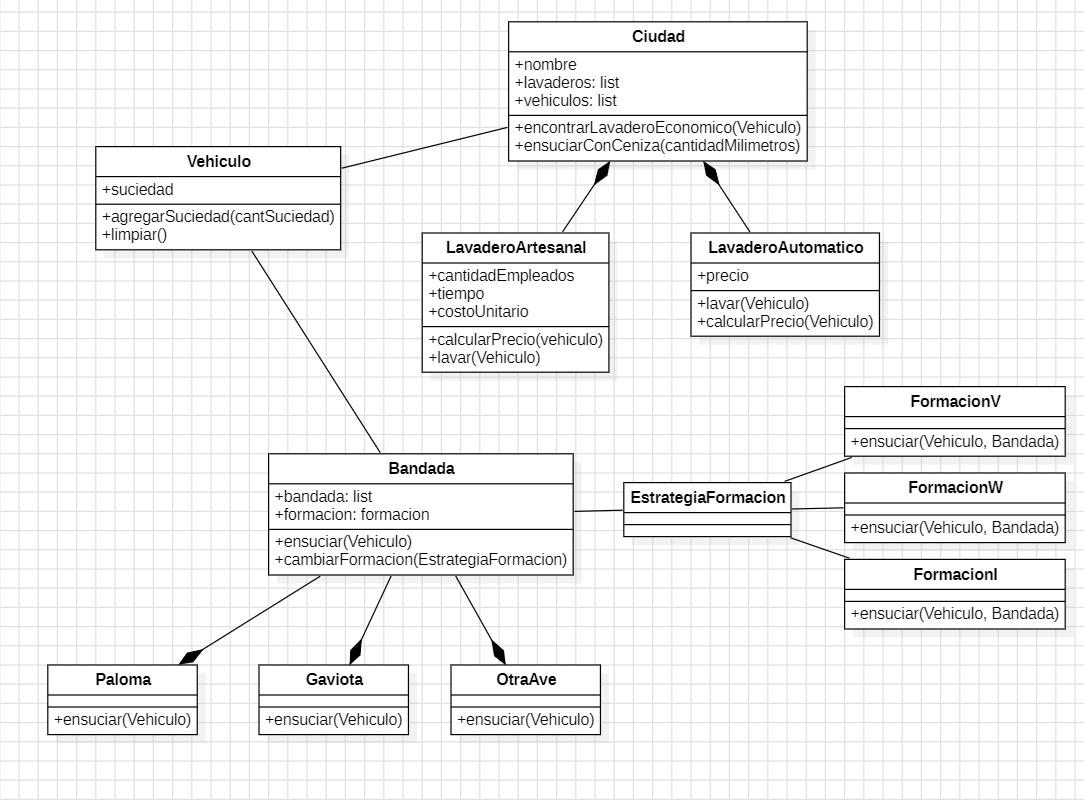 Ciudad
+nombre
+lavaderos: list
+vehiculos: list
+encontrarLavaderoEconomico(Vehiculo)
+ensuciarConCeniza(cantidadMilimetros)
Vehiculo
+suciedad
+agregarSuciedad(cantSuciedad)
+limpiar()
LavaderoArtesanal
+cantidadEmpleados
+tiempo
+costoUnitario
+calcularPrecio(vehiculo)
+lavar(Vehiculo)
LavaderoAutomatico
+precio
+lavar(Vehiculo)
+calcularPrecio(Vehiculo)
Bandada
+bandada: list
+formacion: formacion
+ensuciar(Vehiculo)
+cambiarFormacion(EstrategiaFormacion)
EstrategiaFormacion
FormacionV
+ensuciar(Vehiculo, Bandada)
FormacionW
+ensuciar(Vehiculo, Bandada)
FormacionI
+ensuciar(Vehiculo, Bandada)
Paloma
+ensuciar(Vehiculo)
Gaviota
+ensuciar(Vehiculo)
OtraAve
+ensuciar(Vehiculo)